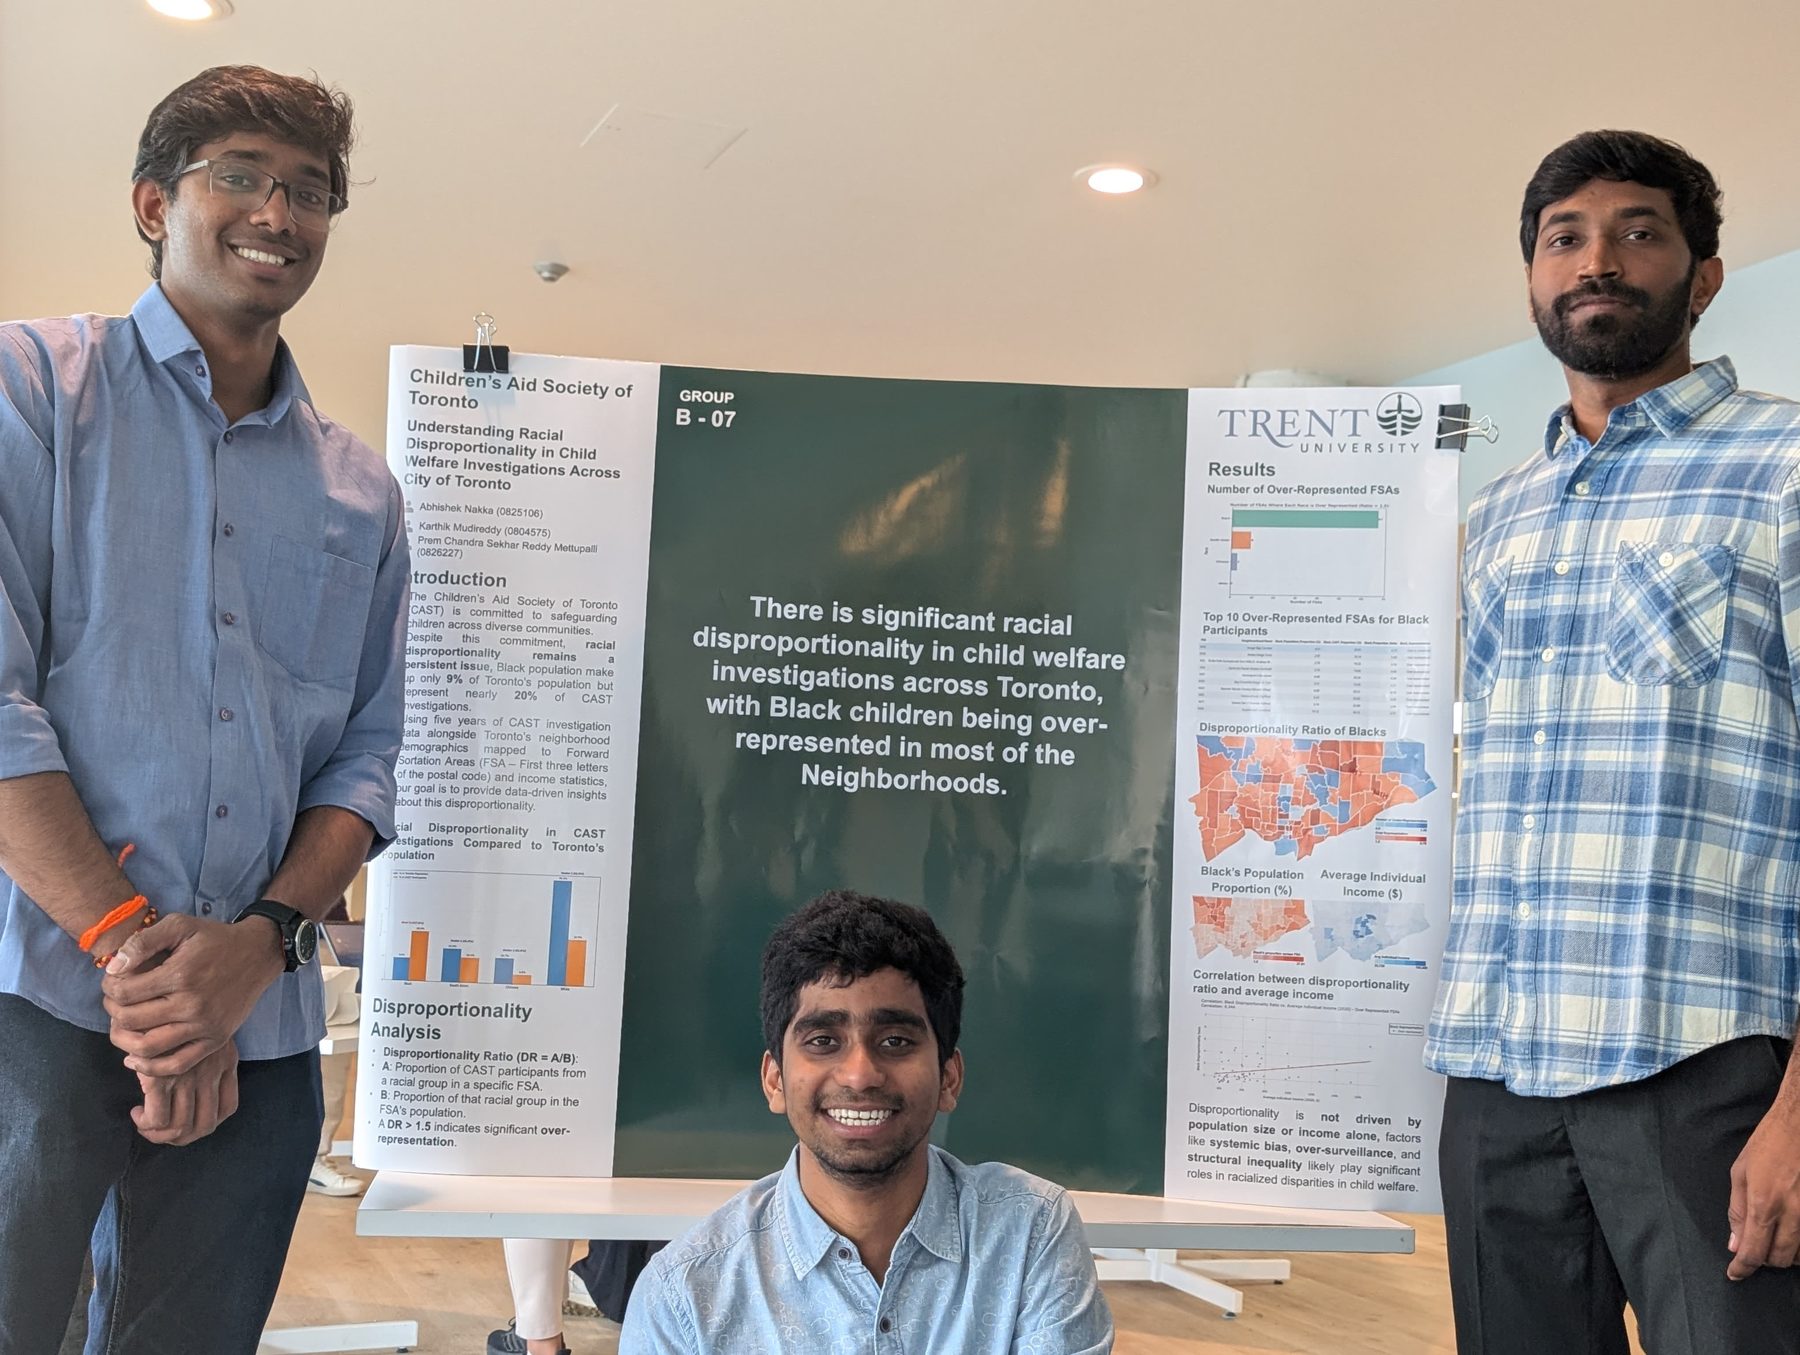 Children's Aid Society of
Toronto
Understanding Racial
Disproportionality in Child
Welfare Investigations Across
City of Toronto
Abhishek Nakka (0825106)
Karthik Mudireddy (0804575)
Prem Chandra Sekhar Reddy Mettupalli
(0826227)
ntroduction
The Children's Aid Society of Toronto
(CAST) is committed to safeguarding
children across diverse communities.
Despite this commitment, racial
disproportionality remains a
persistent issue, Black population make
up only 9% of Toronto's population but
represent nearly 20% of CAST
investigations.
Using five years of CAST investigation
data alongside Toronto's neighborhood
demographics mapped to Forward
Sortation Areas (FSA – First three letters
of the postal code) and income statistics,
our goal is to provide data-driven insights
about this disproportionality.
cial Disproportionality in CAST
estigations Compared to Toronto's
Population
Disproportionality
Analysis
• Disproportionality Ratio (DR = A/B):
• A: Proportion of CAST participants from
a racial group in a specific FSA.
• B: Proportion of that racial group in the
FSA's population.
• A DR > 1.5 indicates significant over-
representation.
GROUP
B - 07
There is significant racial
disproportionality in child welfare
investigations across Toronto,
with Black children being over-
represented in most of the
Neighborhoods.
TRENT
UNIVERSITY
Results
Number of Over-Represented FSAs
Number of FSAs
Top 10 Over-Represented FSAs for Black
Participants
Disproportionality Ratio of Blacks
Black's Population
Proportion (%)
Average Individual
Income ($)
Correlation between disproportionality
ratio and average income
Disproportionality is not driven by
population size or income alone, factors
like systemic bias, over-surveillance, and
structural inequality likely play significant
roles in racialized disparities in child welfare.